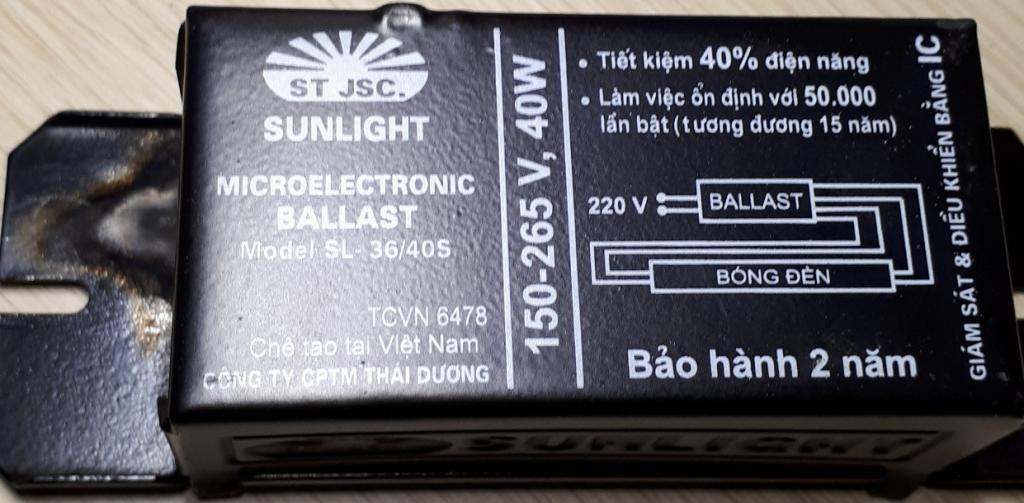 ST JSC.
SUNLIGHT
MICROELECTRONIC
BALLAST
Model SL- 36/40S
TCVN 6478
Chế tạo tại Việt Nam
CÔNG TY CPTM THÁI DƯƠNG
150-265 V, 40W
• Tiết kiệm 40% điện năng
• Làm việc ổn định với 50.000
lần bật (tương đương 15 năm)
220 V
BALLAST
BÓNG ĐÈN
Bảo hành 2 năm
GIÁM SÁT & ĐIỀU KHIỂN BẰNG IC
SUNLIGHT